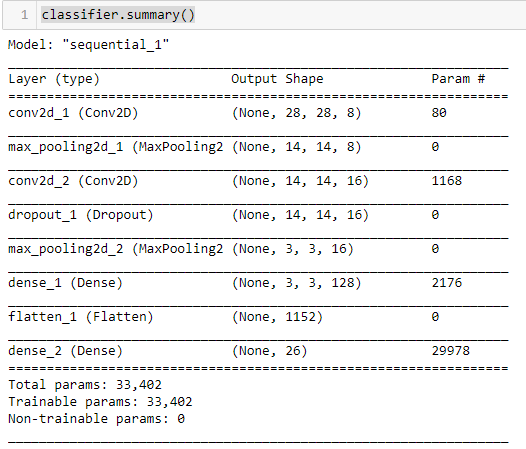 1 classifier.summary()
Model: "sequential_1"
_________________________________________________________________
Layer (type) Output Shape Param #
=================================================================
conv2d_1 (Conv2D) (None, 28, 28, 8) 80
_________________________________________________________________
max_pooling2d_1 (MaxPooling2 (None, 14, 14, 8) 0
_________________________________________________________________
conv2d_2 (Conv2D) (None, 14, 14, 16) 1168
_________________________________________________________________
dropout_1 (Dropout) (None, 14, 14, 16) 0
_________________________________________________________________
max_pooling2d_2 (MaxPooling2 (None, 3, 3, 16) 0
_________________________________________________________________
dense_1 (Dense) (None, 3, 3, 128) 2176
_________________________________________________________________
flatten_1 (Flatten) (None, 1152) 0
_________________________________________________________________
dense_2 (Dense) (None, 26) 29978
=================================================================
Total params: 33,402
Trainable params: 33,402
Non-trainable params: 0
_________________________________________________________________